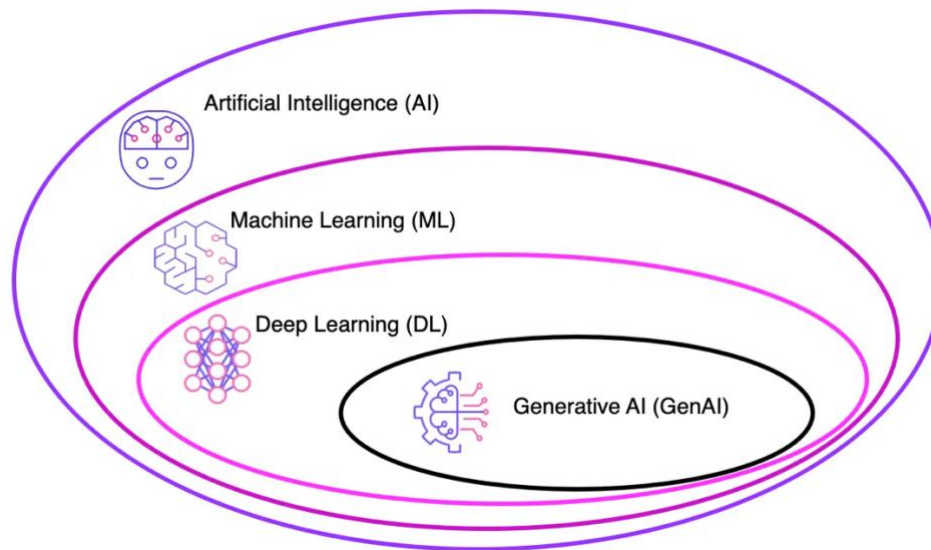 Artificial Intelligence (AI)
Machine Learning (ML)
Deep Learning (DL)
Generative AI (GenAI)